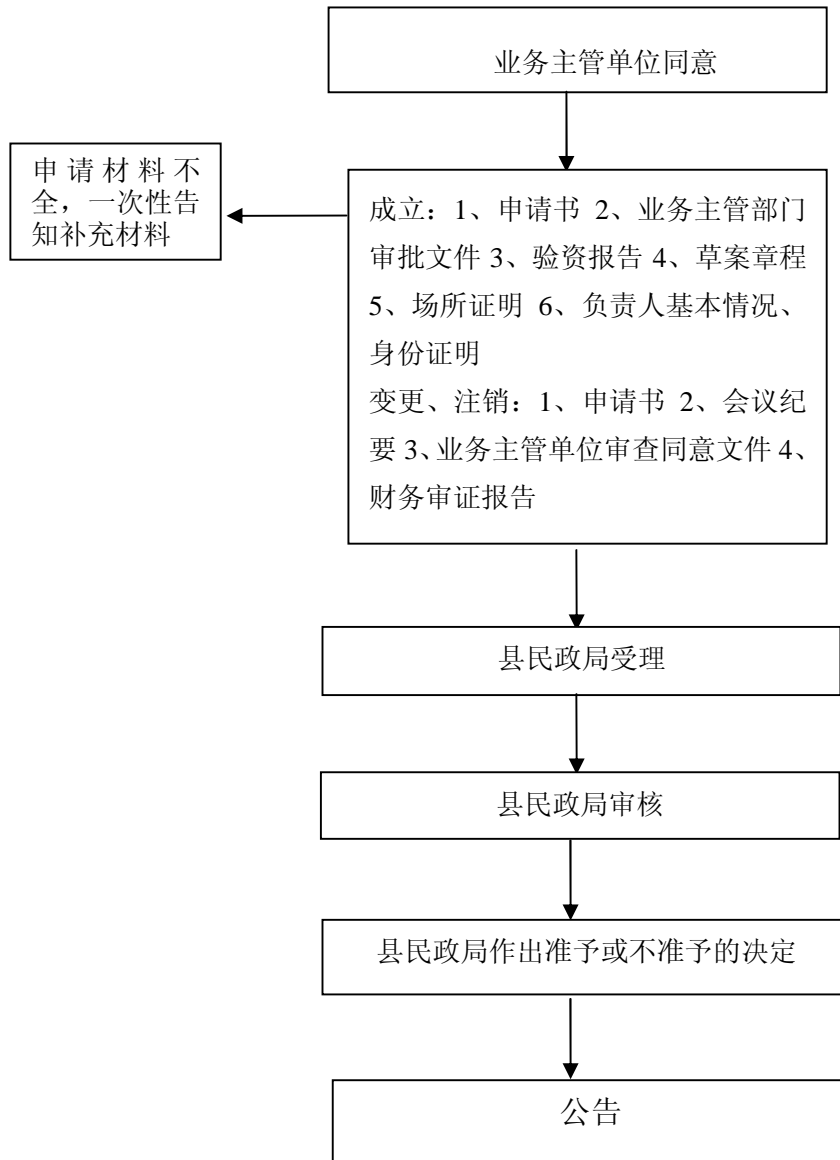 业务主管单位同意
申请材料不
全，一次性告
知补充材料
成立：1、申请书 2、业务主管部门
审批文件 3、验资报告 4、草案章程
5、场所证明 6、负责人基本情况、
身份证明
变更、注销：1、申请书 2、会议纪
要 3、业务主管单位审查同意文件 4、
财务审证报告
县民政局受理
县民政局审核
县民政局作出准予或不准予的决定
公告